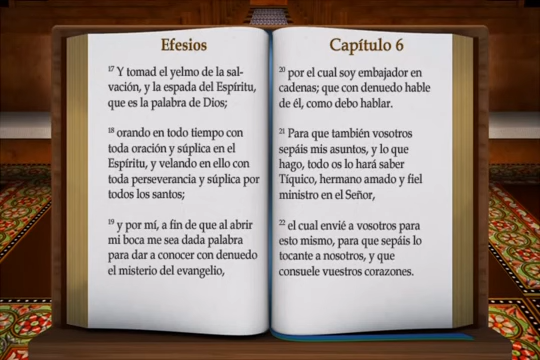 Efesios
17 Y tomad el yelmo de la sal-
vación, y la espada del Espíritu,
que es la palabra de Dios;
18 orando en todo tiempo con
toda oración y súplica en el
Espíritu, y velando en ello con
toda perseverancia y súplica por
todos los santos;
19 y por mí, a fin de que al abrir
mi boca me sea dada palabra
para dar a conocer con denuedo
el misterio del evangelio,
Capítulo 6
20 por el cual soy embajador en
cadenas; que con denuedo hable
de él, como debo hablar.
21 Para que también vosotros
sepáis mis asuntos, y lo que
hago, todo os lo hará saber
Tíquico, hermano amado y fiel
ministro en el Señor,
22 el cual envié a vosotros para
esto mismo, para que sepáis lo
tocante a nosotros, y que
consuele vuestros corazones.